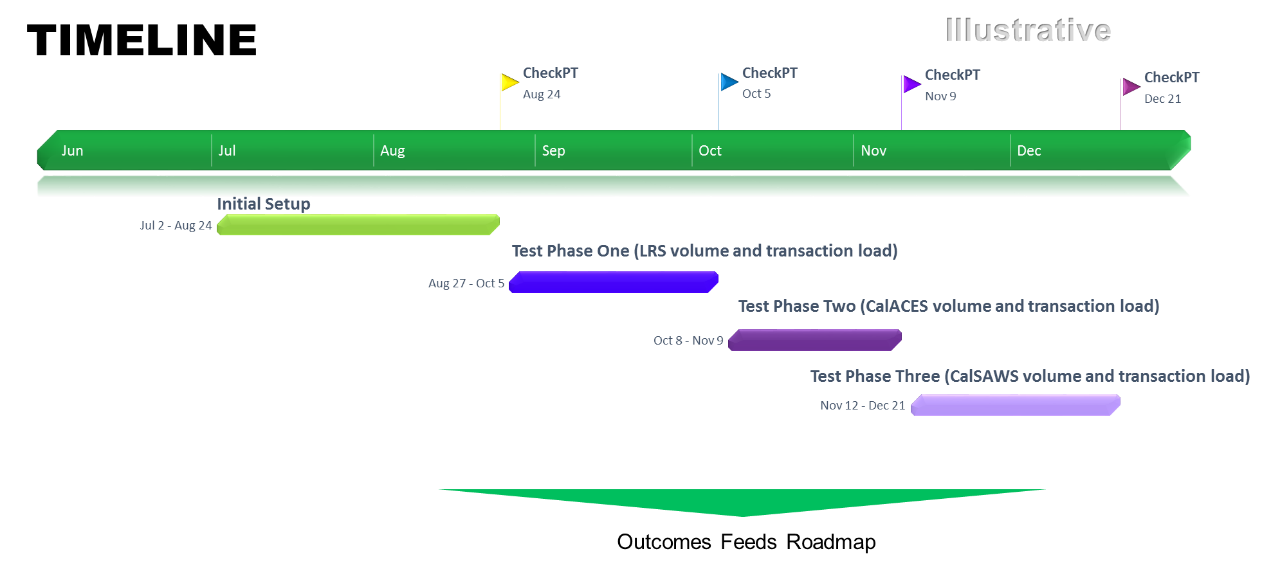 TIMELINE
Illustrative
CheckPT
Aug 24
CheckPT
Oct 5
CheckPT
Nov 9
CheckPT
Dec 21
Jun Jul Aug Sep Oct Nov Dec
Initial Setup
Jul 2 - Aug 24
Test Phase One (LRS volume and transaction load)
Aug 27 - Oct 5
Test Phase Two (CalACES volume and transaction load)
Oct 8 - Nov 9
Test Phase Three (CalSAWS volume and transaction load)
Nov 12 - Dec 21
Outcomes Feeds Roadmap